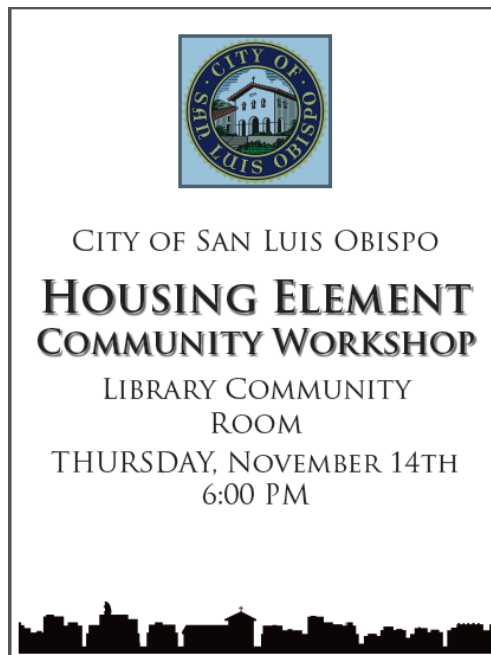 CITY OF
SAN LUIS OBISPO
CITY OF SAN LUIS OBISPO
HOUSING ELEMENT
COMMUNITY WORKSHOP
LIBRARY COMMUNITY
ROOM
THURSDAY, NOVEMBER 14TH
6:00 PM